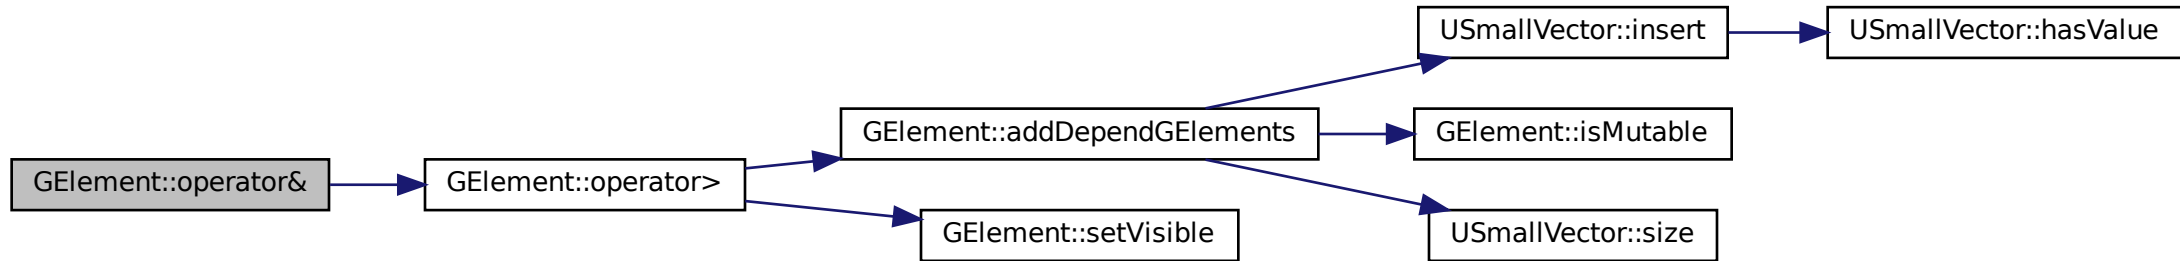 GElement::operator&
GElement::operator>
GElement::addDependGElements
GElement::setVisible
USmallVector::insert
GElement::isMutable
USmallVector::size
USmallVector::hasValue